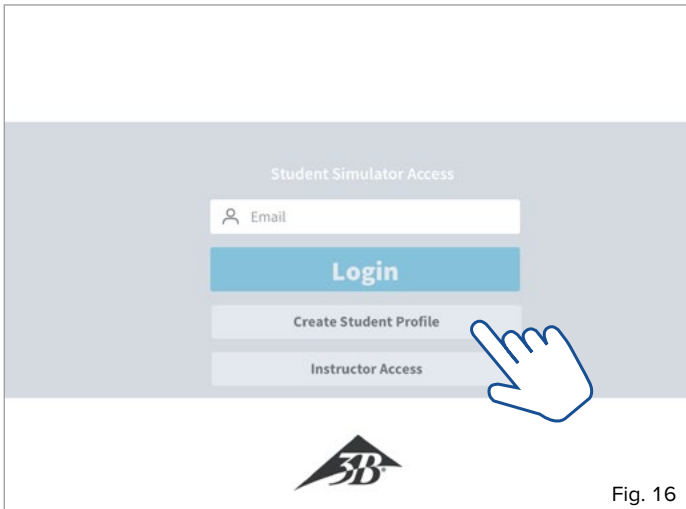 Student Simulator Access
Email
Login
Create Student Profile
Instructor Access
3B®
Fig. 16